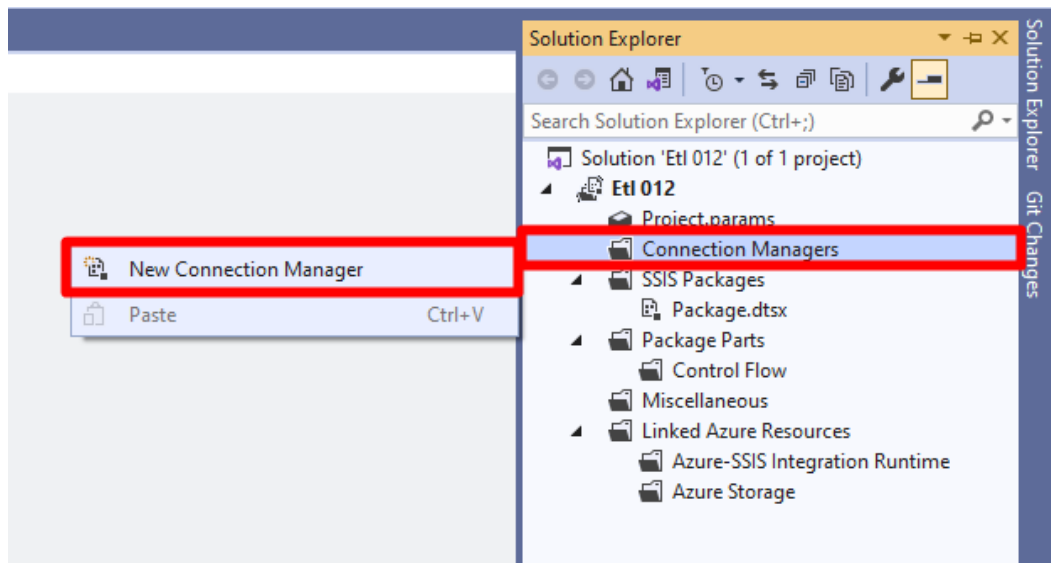 Solution Explorer
Search Solution Explorer (Ctrl+;)
Solution 'Etl 012' (1 of 1 project)
Etl 012
Project.params
Connection Managers
SSIS Packages
Package.dtsx
Package Parts
Control Flow
Miscellaneous
Linked Azure Resources
Azure-SSIS Integration Runtime
Azure Storage
New Connection Manager
Paste Ctrl+V
Solution Explorer
Git Changes